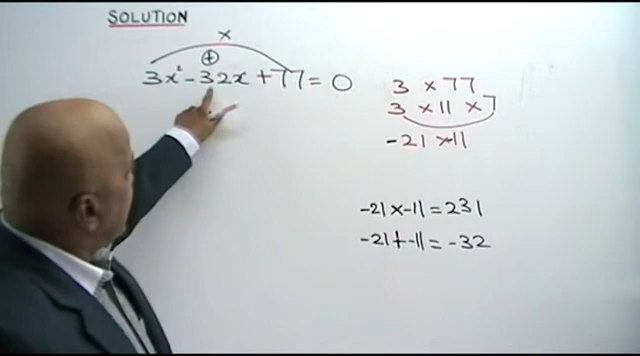 SOLUTION
×
+
3x² - 32x + 77 = 0
3 × 77
3 × 11 × 7
-21 × 11
-21 × -11 = 231
-21 + -11 = -32